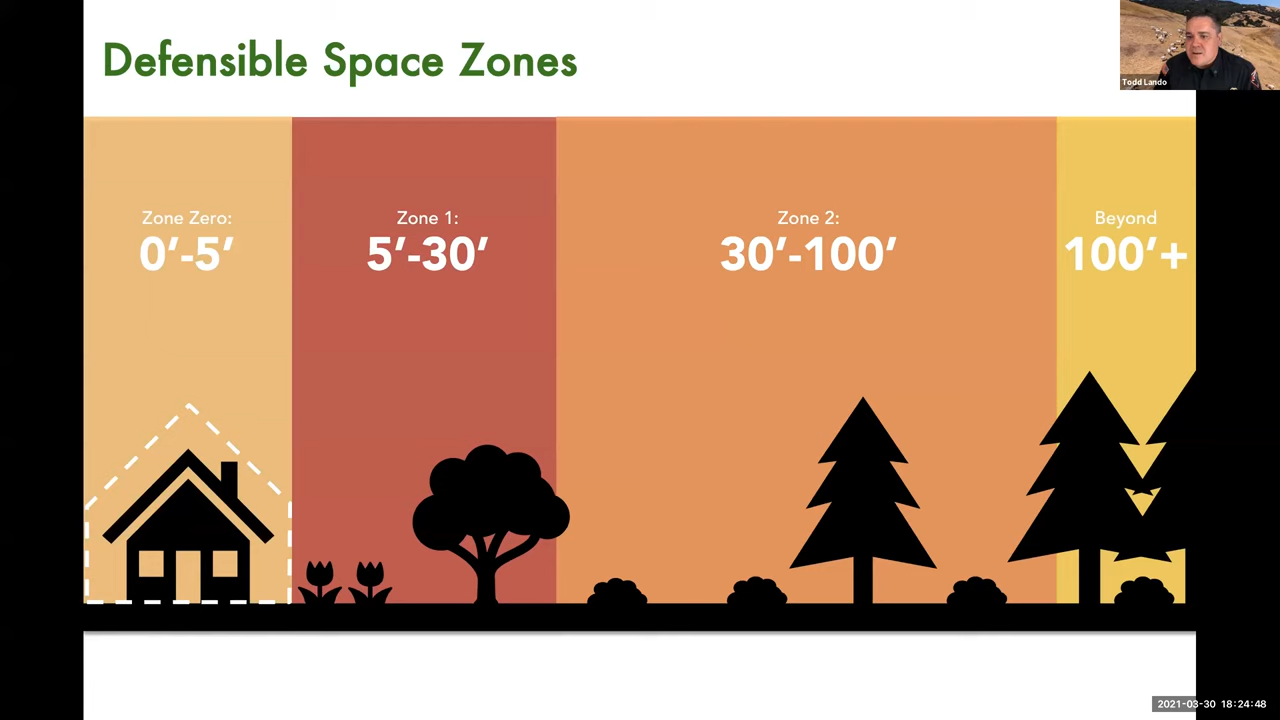 Defensible Space Zones
Todd Lando
Zone Zero:
0’-5’
Zone 1:
5’-30’
Zone 2:
30’-100’
Beyond
100’+
2021-03-30 18:24:48